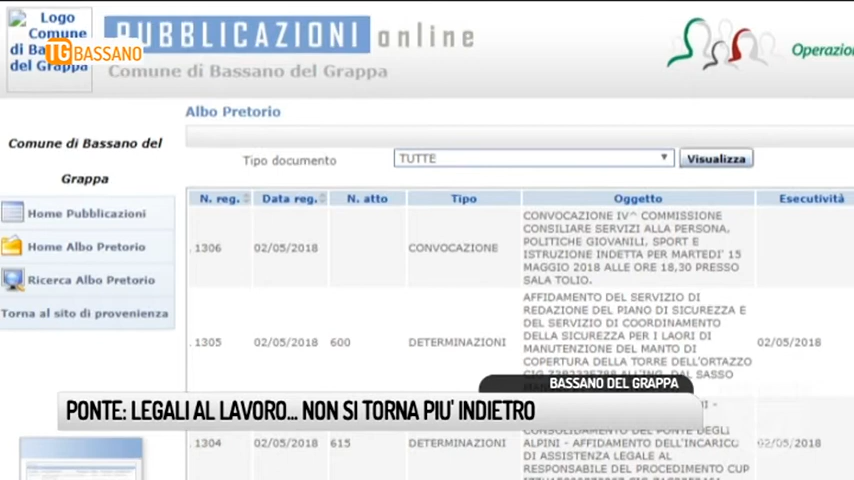 Logo
Comune
di Bassano
del Grappa
TG BASSANO
PUBBLICAZIONI online
Comune di Bassano del Grappa
Operazio
Albo Pretorio
Comune di Bassano del
Grappa
Tipo documento
TUTTE
Visualizza
Home Pubblicazioni
Home Albo Pretorio
Ricerca Albo Pretorio
Torna al sito di provenienza
N. reg. Data reg. N. atto Tipo Oggetto Esecutività
1306 02/05/2018 CONVOCAZIONE
CONVOCAZIONE IV^ COMMISSIONE
CONSILIARE SERVIZI ALLA PERSONA,
POLITICHE GIOVANILI, SPORT E
ISTRUZIONE INDETTA PER MARTEDI' 15
MAGGIO 2018 ALLE ORE 18,30 PRESSO
SALA TOLIO.
1305 02/05/2018 600 DETERMINAZIONI
AFFIDAMENTO DEL SERVIZIO DI
REDAZIONE DEL PIANO DI SICUREZZA E
DEL SERVIZIO DI COORDINAMENTO
DELLA SICUREZZA PER I LAORI DI
MANUTENZIONE DEL MANTO DI
COPERTURA DELLA TORRE DELL'ORTAZZO
ALL'ING. DAL SASSO
02/05/2018
BASSANO DEL GRAPPA
PONTE: LEGALI AL LAVORO... NON SI TORNA PIU' INDIETRO
1304 02/05/2018 615 DETERMINAZIONI
CONSOLIDAMENTO DEL PONTE DEGLI
ALPINI - AFFIDAMENTO DELL'INCARICO
DI ASSISTENZA LEGALE AL
RESPONSABILE DEL PROCEDIMENTO CUP
02/05/2018